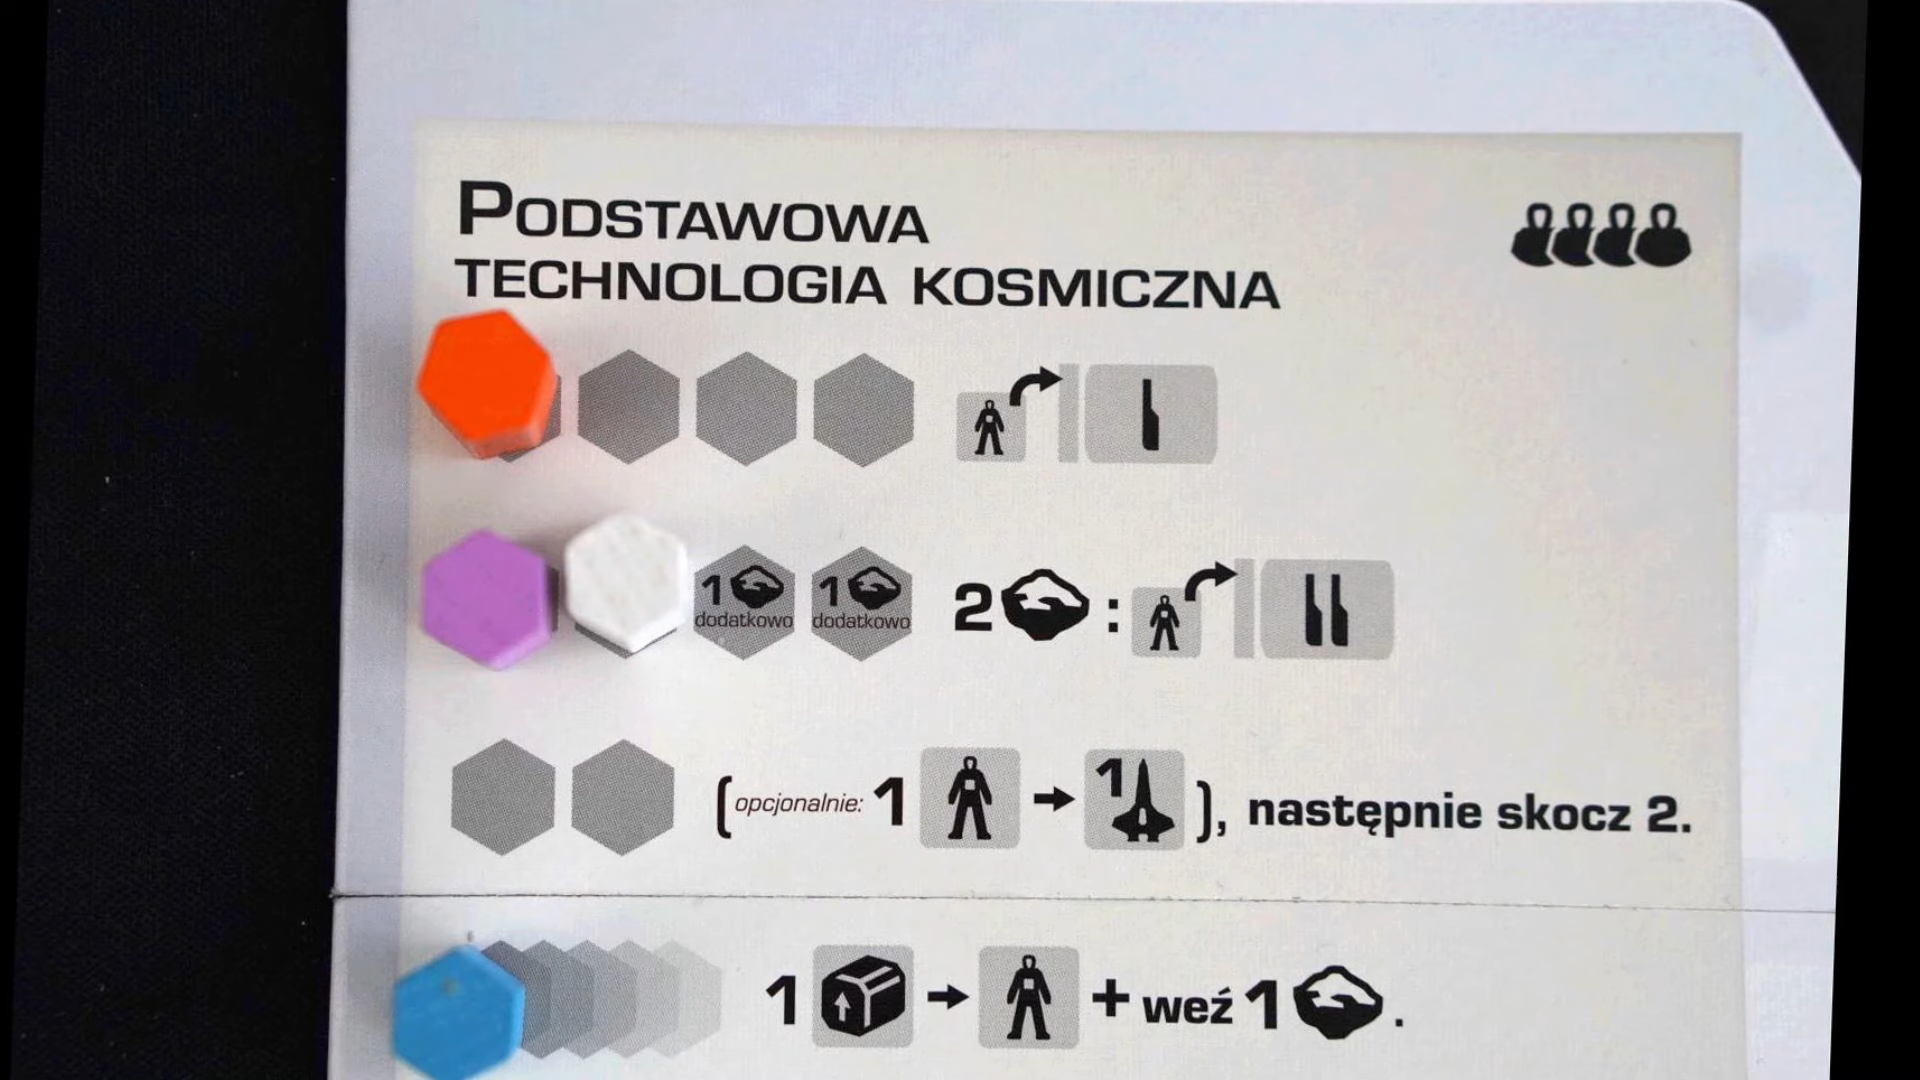 Podstawowa
technologia kosmiczna
1 dodatkowo 1 dodatkowo 2 :
(opcjonalnie: 1 1 ), następnie skocz 2.
1 + weź 1 .